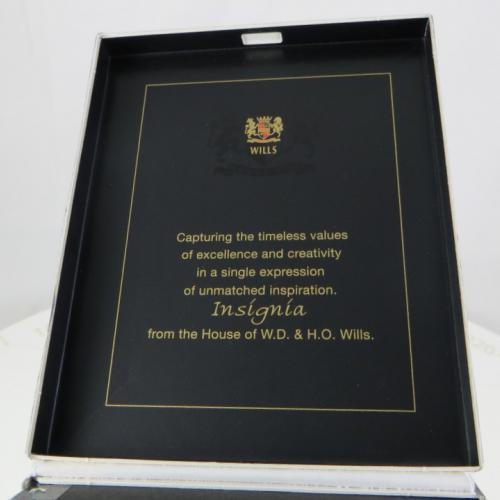 WILLS
Capturing the timeless values
of excellence and creativity
in a single expression
of unmatched inspiration.
Insignia
from the House of W.D. & H.O. Wills.